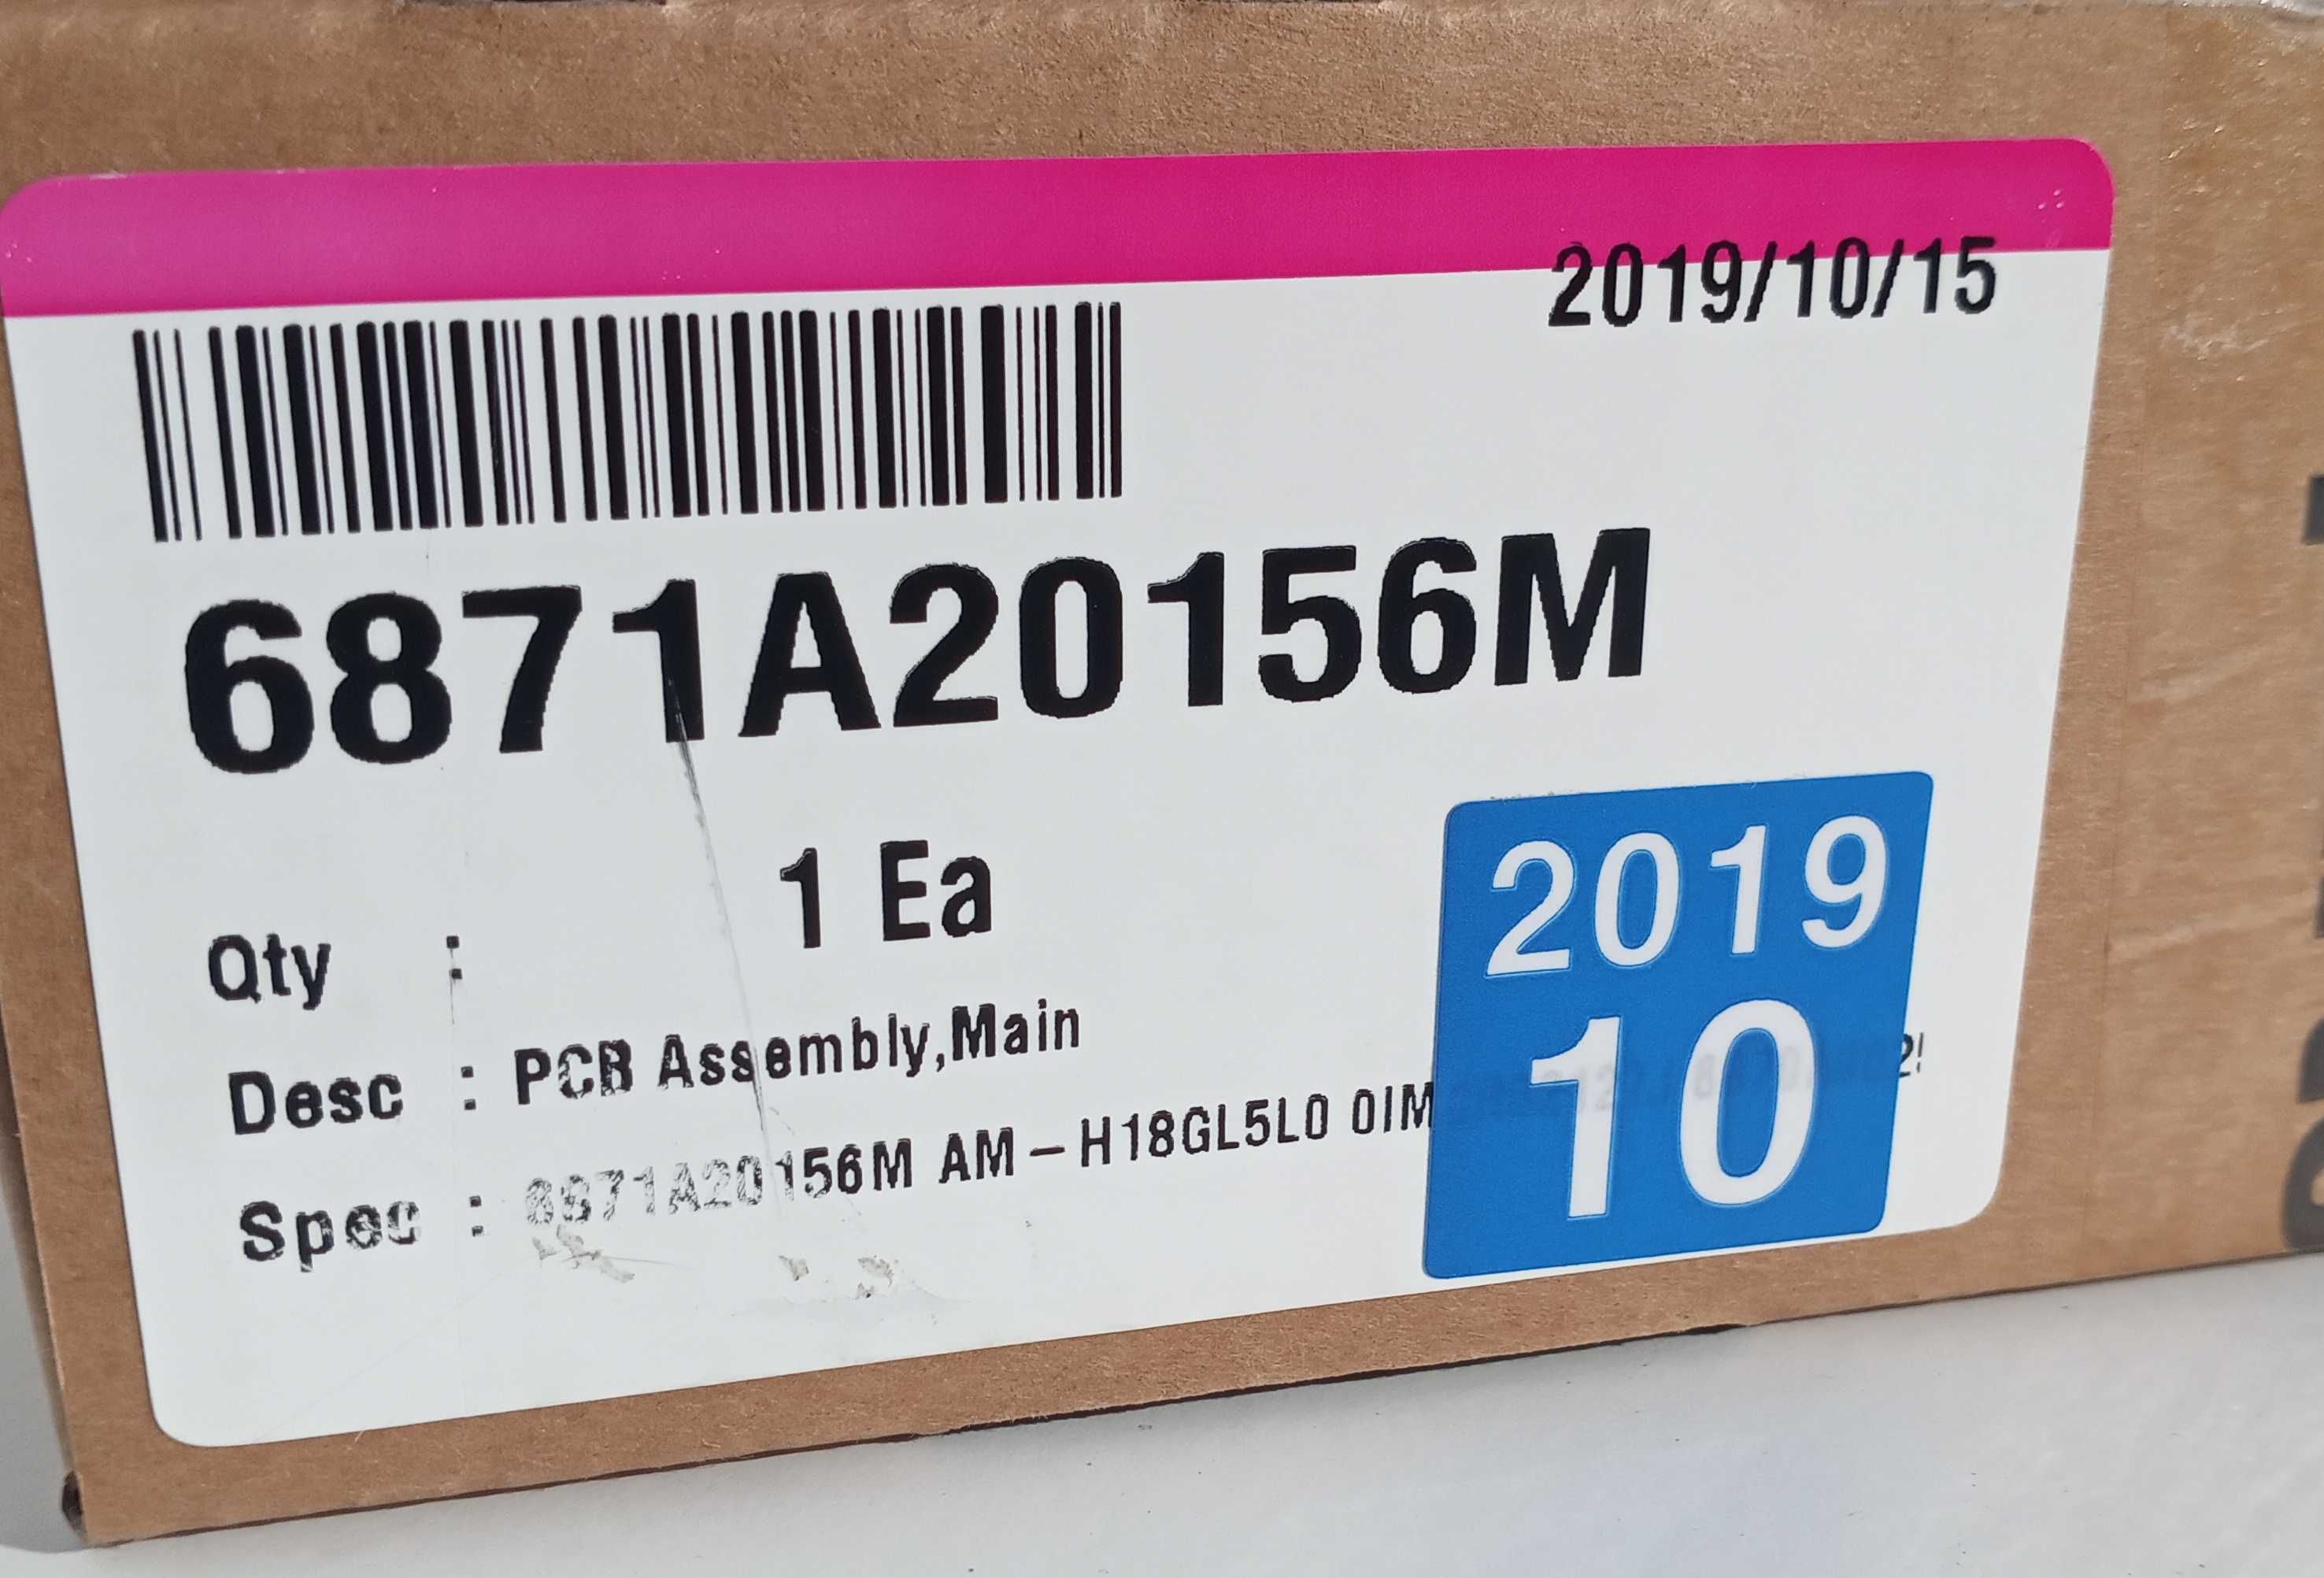 2019/10/15
6871A20156M
Qty : 1 Ea
Desc : PCB Assembly,Main
Spec : 6871A20156M AM-H18GL5L0 0IM
2019
10